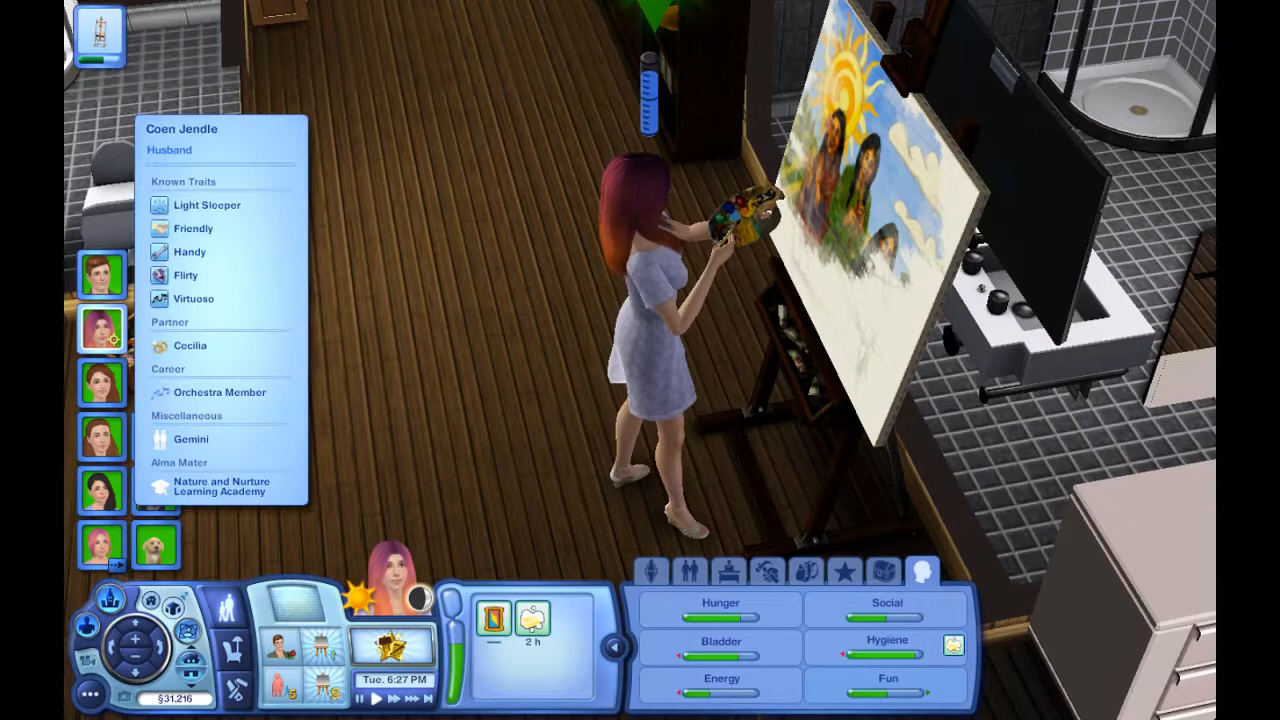 Coen Jendle
Husband
Known Traits
Light Sleeper
Friendly
Handy
Flirty
Virtuoso
Partner
Cecilia
Career
Orchestra Member
Miscellaneous
Gemini
Alma Mater
Nature and Nurture
Learning Academy
Tue. 6:27 PM
§31,216
2 h
Hunger
Social
Bladder
Hygiene
Energy
Fun